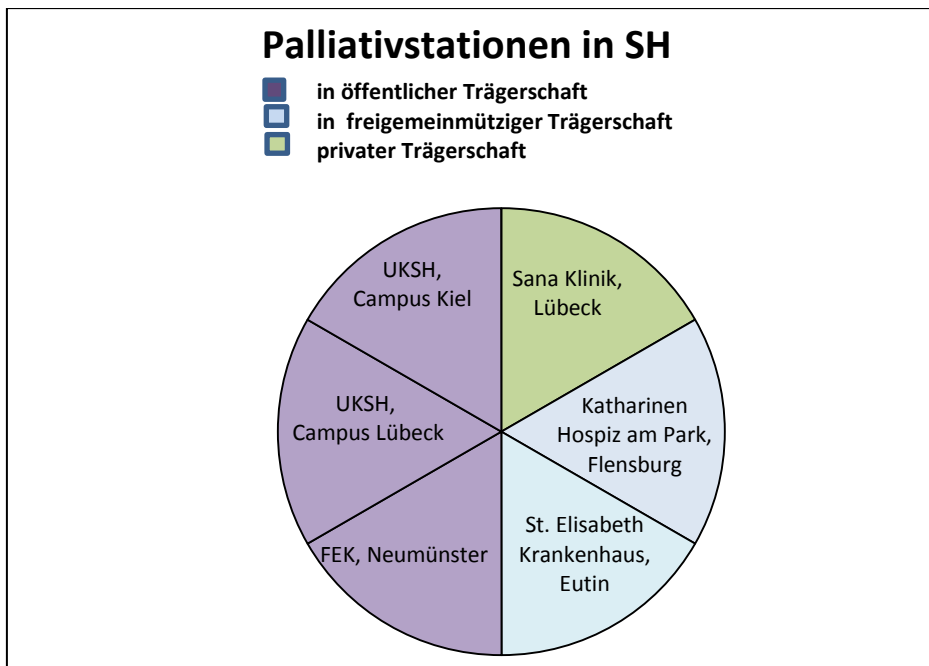 Palliativstationen in SH
in öffentlicher Trägerschaft
in freigemeinmütziger Trägerschaft
privater Trägerschaft
UKSH,
Campus Kiel
Sana Klinik,
Lübeck
UKSH,
Campus Lübeck
Katharinen
Hospiz am Park,
Flensburg
FEK, Neumünster
St. Elisabeth
Krankenhaus,
Eutin